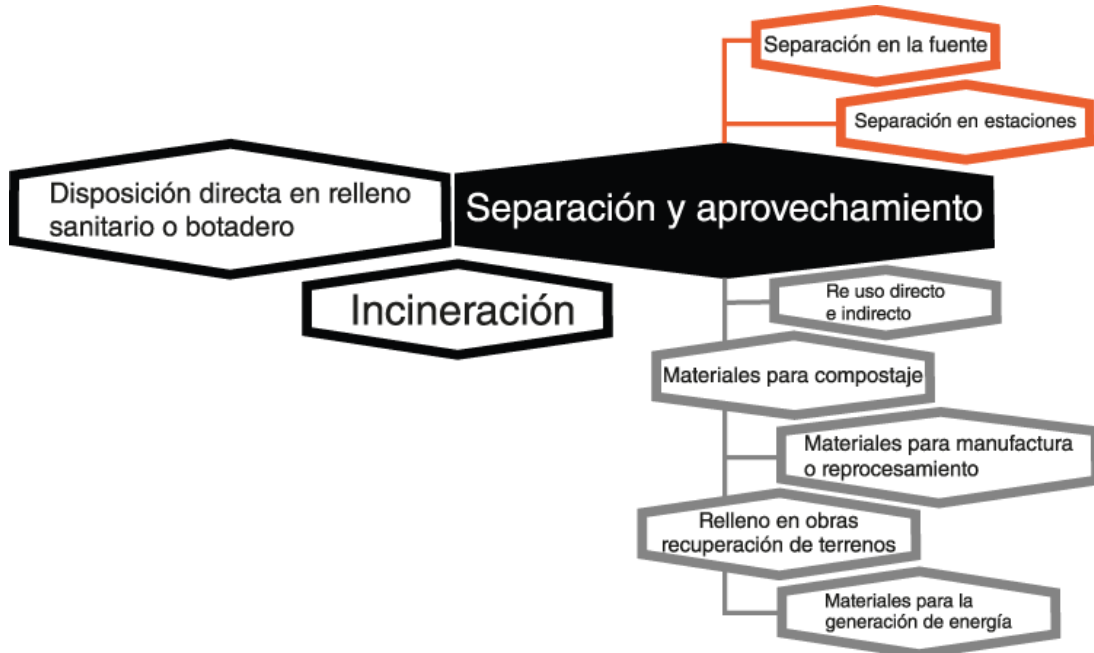 Separación en la fuente
Separación en estaciones
Disposición directa en relleno
sanitario o botadero
Separación y aprovechamiento
Incineración
Re uso directo
e indirecto
Materiales para compostaje
Materiales para manufactura
o reprocesamiento
Relleno en obras
recuperación de terrenos
Materiales para la
generación de energía